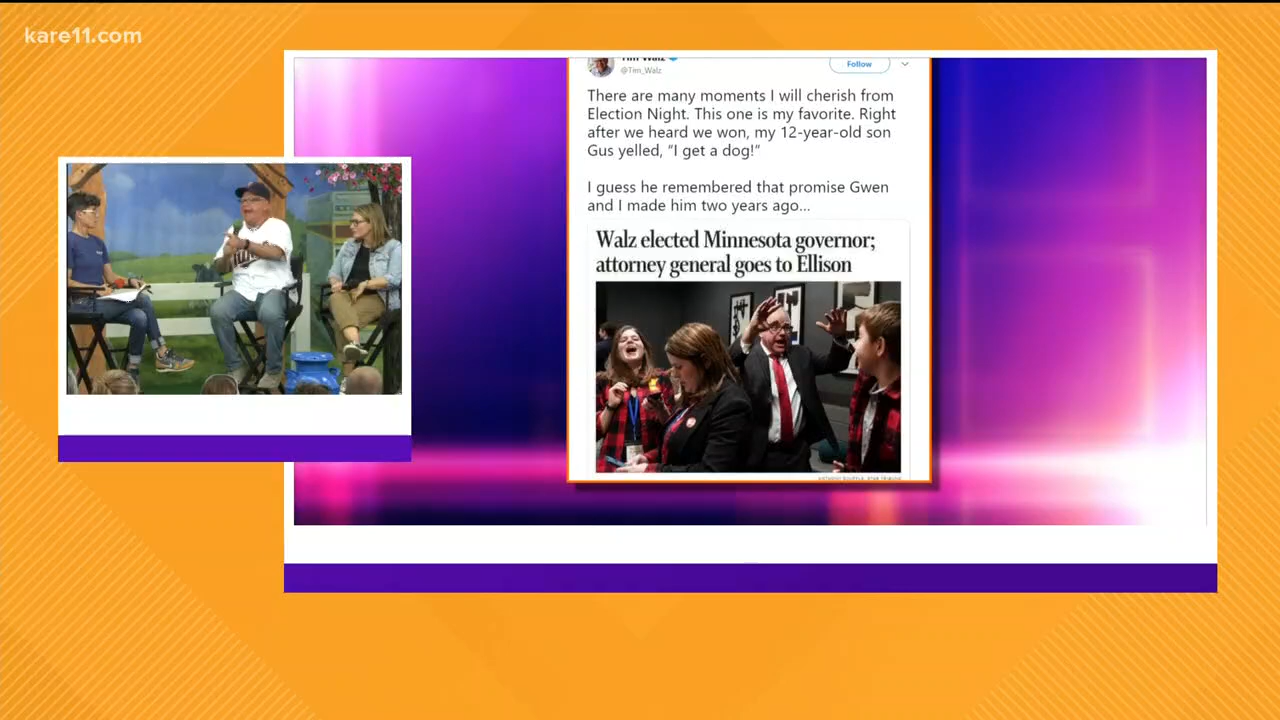 kare11.com
Tim Walz
@Tim_Walz
Follow
There are many moments I will cherish from
Election Night. This one is my favorite. Right
after we heard we won, my 12-year-old son
Gus yelled, “I get a dog!”
I guess he remembered that promise Gwen
and I made him two years ago...
Walz elected Minnesota governor;
attorney general goes to Ellison